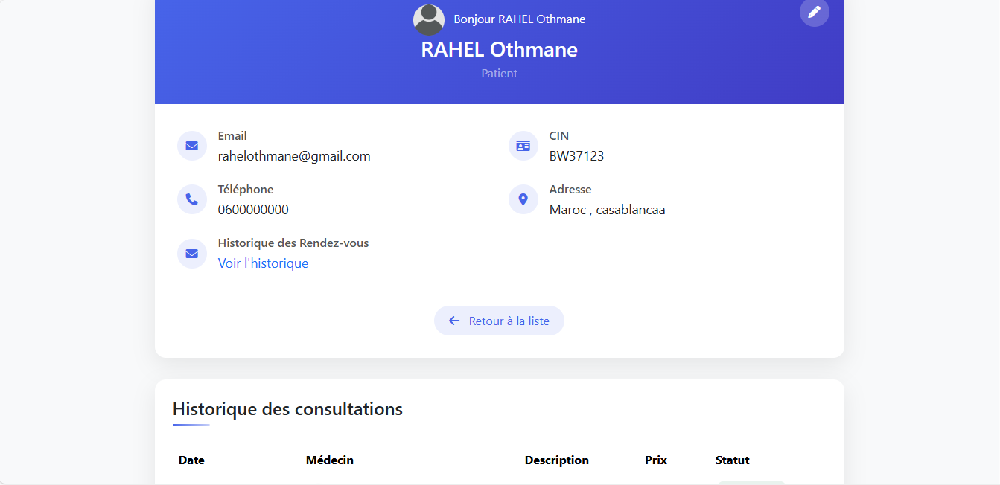 Bonjour RAHEL Othmane
RAHEL Othmane
Patient
Email
rahelothmane@gmail.com
CIN
BW37123
Téléphone
0600000000
Adresse
Maroc , casablancaa
Historique des Rendez-vous
Voir l'historique
Retour à la liste
Historique des consultations
Date Médecin Description Prix Statut